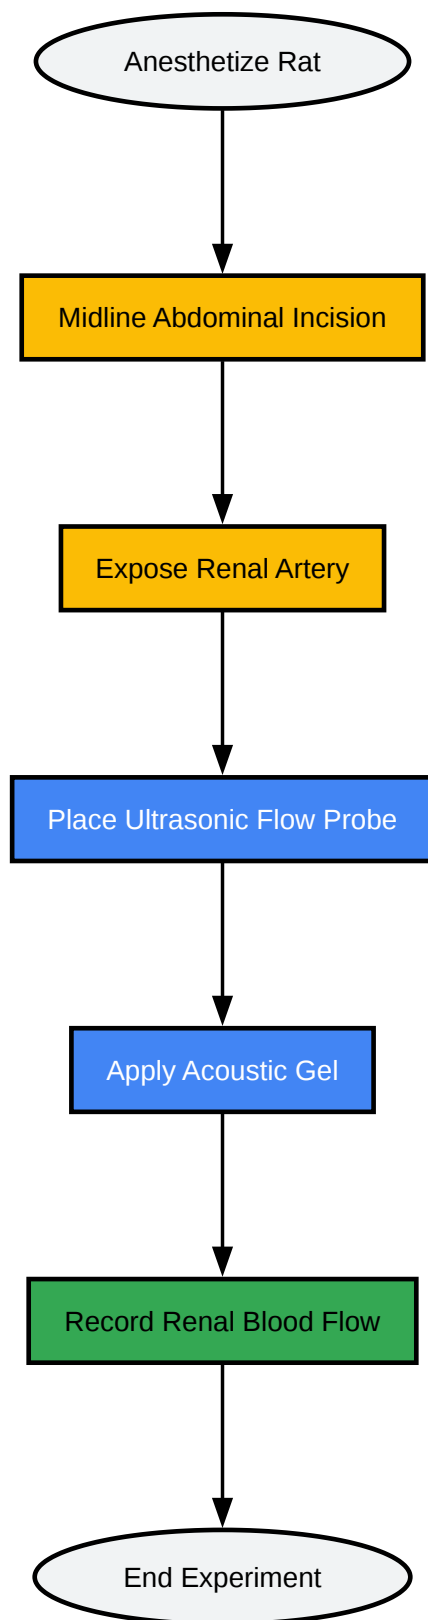 Anesthetize Rat
Midline Abdominal Incision
Expose Renal Artery
Place Ultrasonic Flow Probe
Apply Acoustic Gel
Record Renal Blood Flow
End Experiment